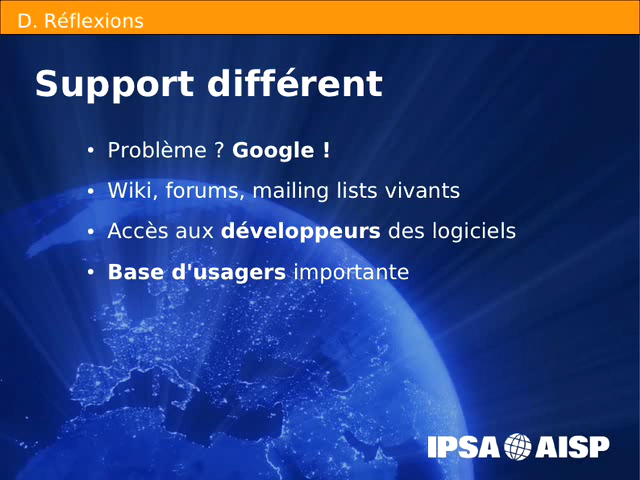 D. Réflexions
Support différent
• Problème ? Google !
• Wiki, forums, mailing lists vivants
• Accès aux développeurs des logiciels
• Base d'usagers importante
IPSA AISP